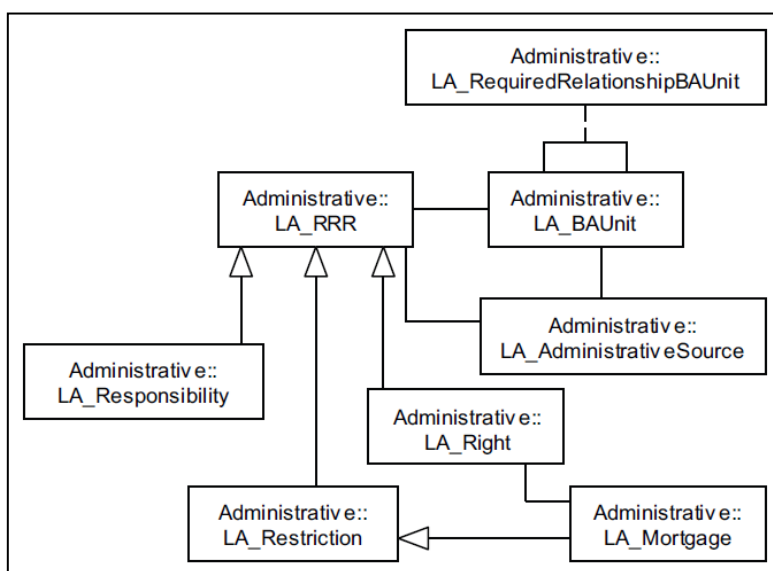 Administrative::
LA_RequiredRelationshipBAUnit
Administrative::
LA_RRR
Administrative::
LA_BAUnit
Administrative::
LA_AdministrativeSource
Administrative::
LA_Responsibility
Administrative::
LA_Right
Administrative::
LA_Restriction
Administrative::
LA_Mortgage